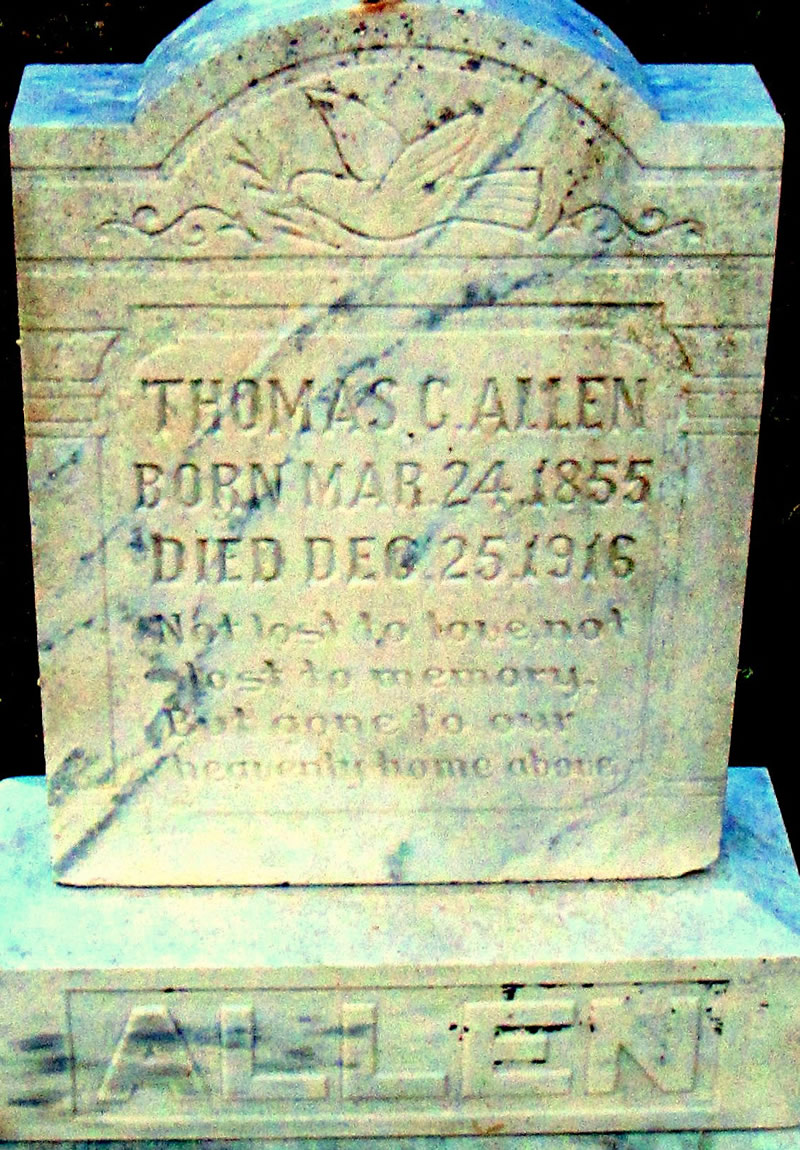 THOMAS C. ALLEN
BORN MAR. 24, 1855
DIED DEC. 25, 1916
Not lost to love, not
lost to memory.
But gone to our
heavenly home above.
ALLEN